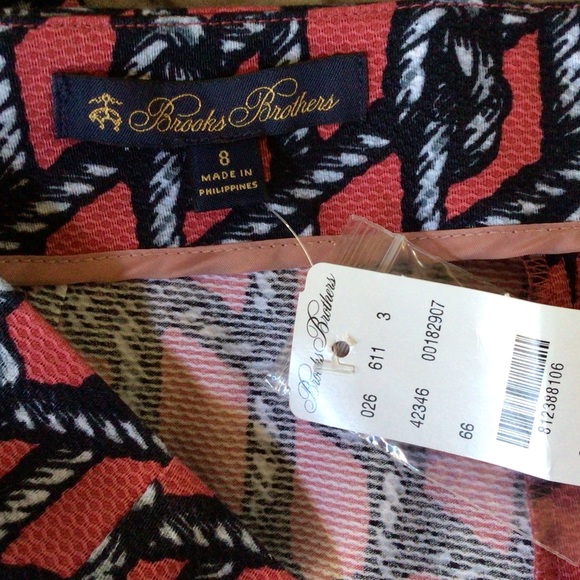 Brooks Brothers
8
MADE IN
PHILIPPINES
Brooks Brothers
026 611 3
42346 00182907
66
812388106